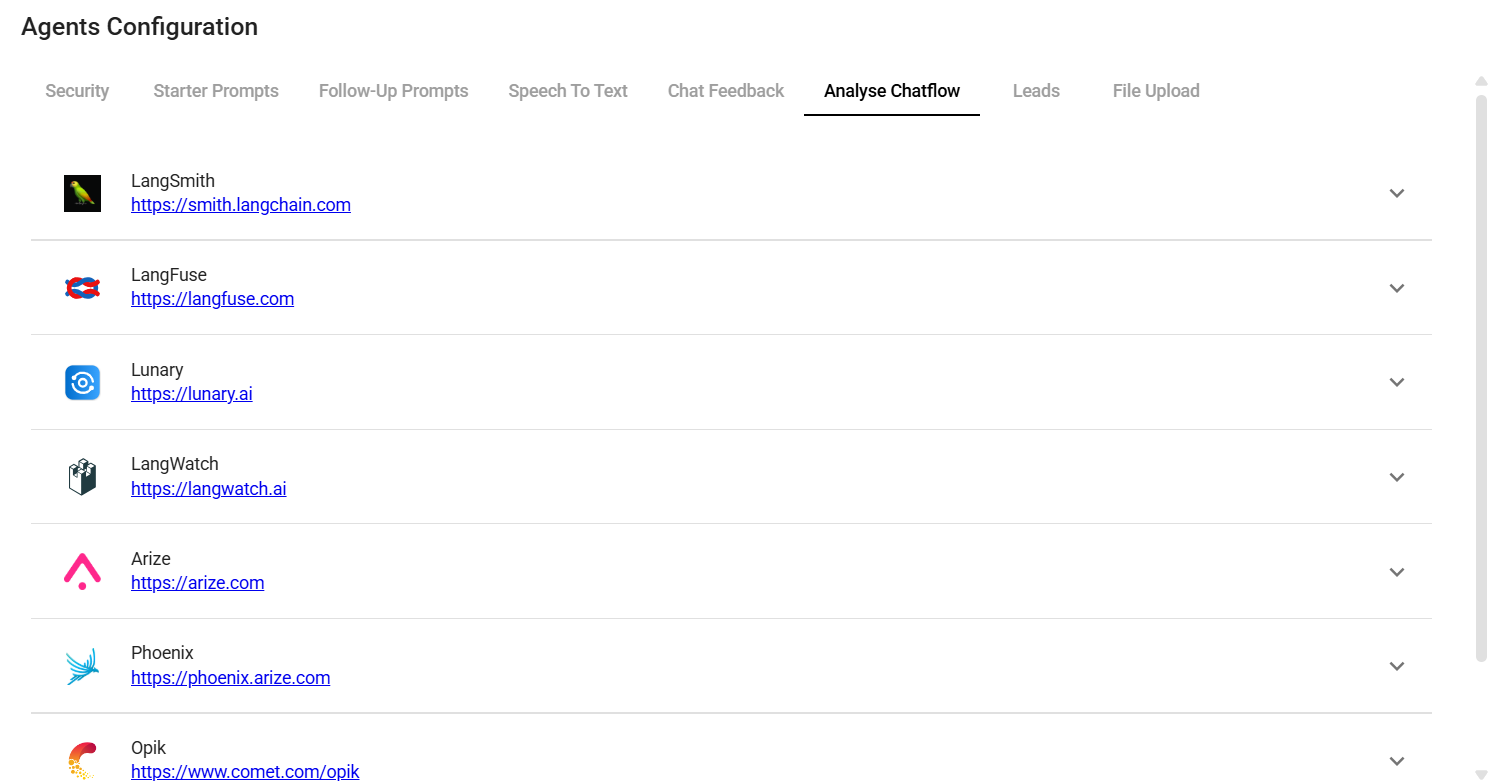 Agents Configuration
Security Starter Prompts Follow-Up Prompts Speech To Text Chat Feedback Analyse Chatflow Leads File Upload
LangSmith
https://smith.langchain.com
LangFuse
https://langfuse.com
Lunary
https://lunary.ai
LangWatch
https://langwatch.ai
Arize
https://arize.com
Phoenix
https://phoenix.arize.com
Opik
https://www.comet.com/opik